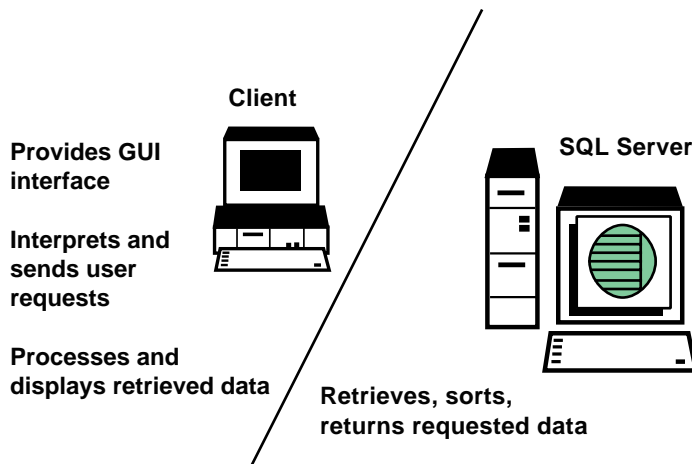 Client
Provides GUI
interface
Interprets and
sends user
requests
Processes and
displays retrieved data
SQL Server
Retrieves, sorts,
returns requested data